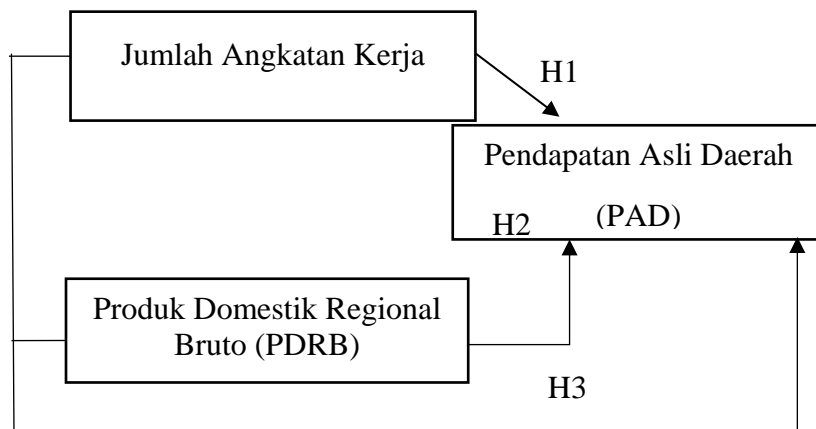 Jumlah Angkatan Kerja
H1
Pendapatan Asli Daerah
(PAD)
H2
Produk Domestik Regional
Bruto (PDRB)
H3